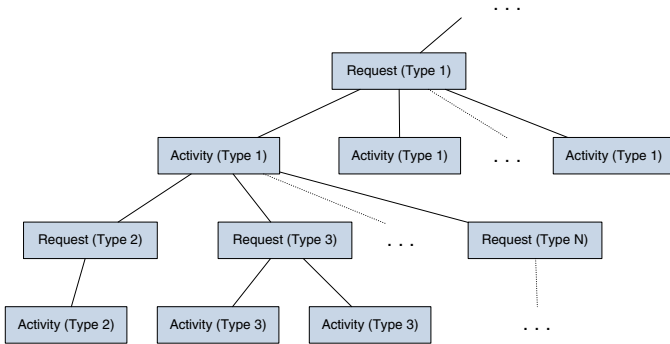 . . .
Request (Type 1)
Activity (Type 1) Activity (Type 1) . . . Activity (Type 1)
Request (Type 2) Request (Type 3) . . . Request (Type N)
Activity (Type 2) Activity (Type 3) Activity (Type 3) . . .